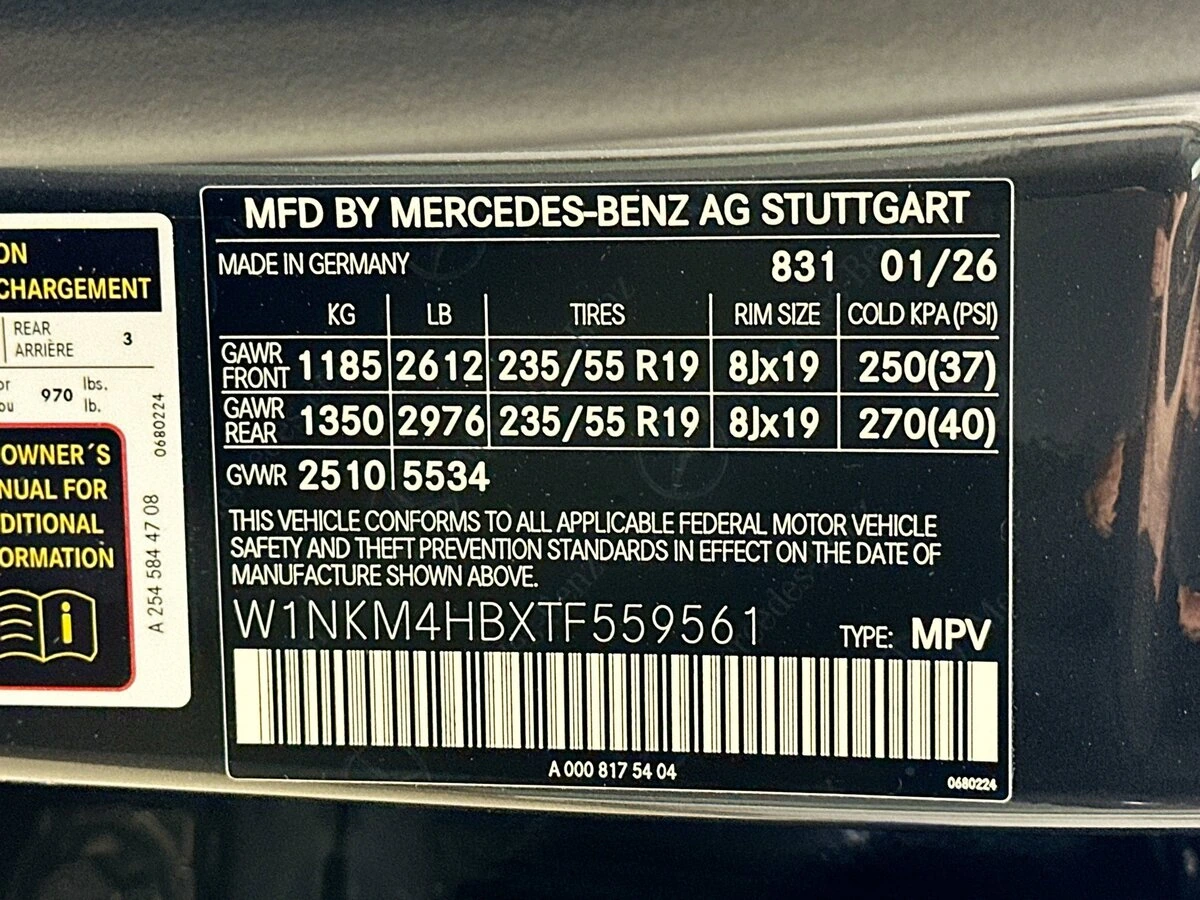 ON
CHARGEMENT
REAR
ARRIÈRE
3
or
ou
970
lbs.
lb.
OWNER´S
NUAL FOR
DITIONAL
ORMATION
i
0680224
A 254 584 47 08
MFD BY MERCEDES-BENZ AG STUTTGART
MADE IN GERMANY 831 01/26
KG LB TIRES RIM SIZE COLD KPA (PSI)
GAWR FRONT 1185 2612 235/55 R19 8Jx19 250(37)
GAWR REAR 1350 2976 235/55 R19 8Jx19 270(40)
GVWR 2510 5534
THIS VEHICLE CONFORMS TO ALL APPLICABLE FEDERAL MOTOR VEHICLE
SAFETY AND THEFT PREVENTION STANDARDS IN EFFECT ON THE DATE OF
MANUFACTURE SHOWN ABOVE.
W1NKM4HBXTF559561 TYPE: MPV
A 000 817 54 04
0680224